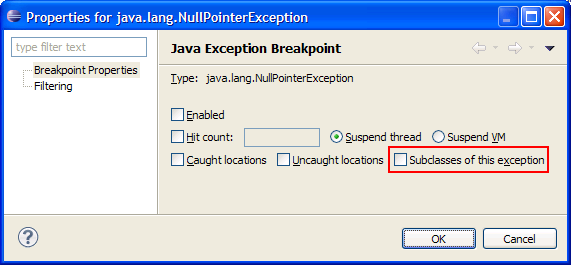 Properties for java.lang.NullPointerException
type filter text
Breakpoint Properties
Filtering
Java Exception Breakpoint
Type: java.lang.NullPointerException
Enabled
Hit count: Suspend thread Suspend VM
Caught locations Uncaught locations Subclasses of this exception
? OK Cancel